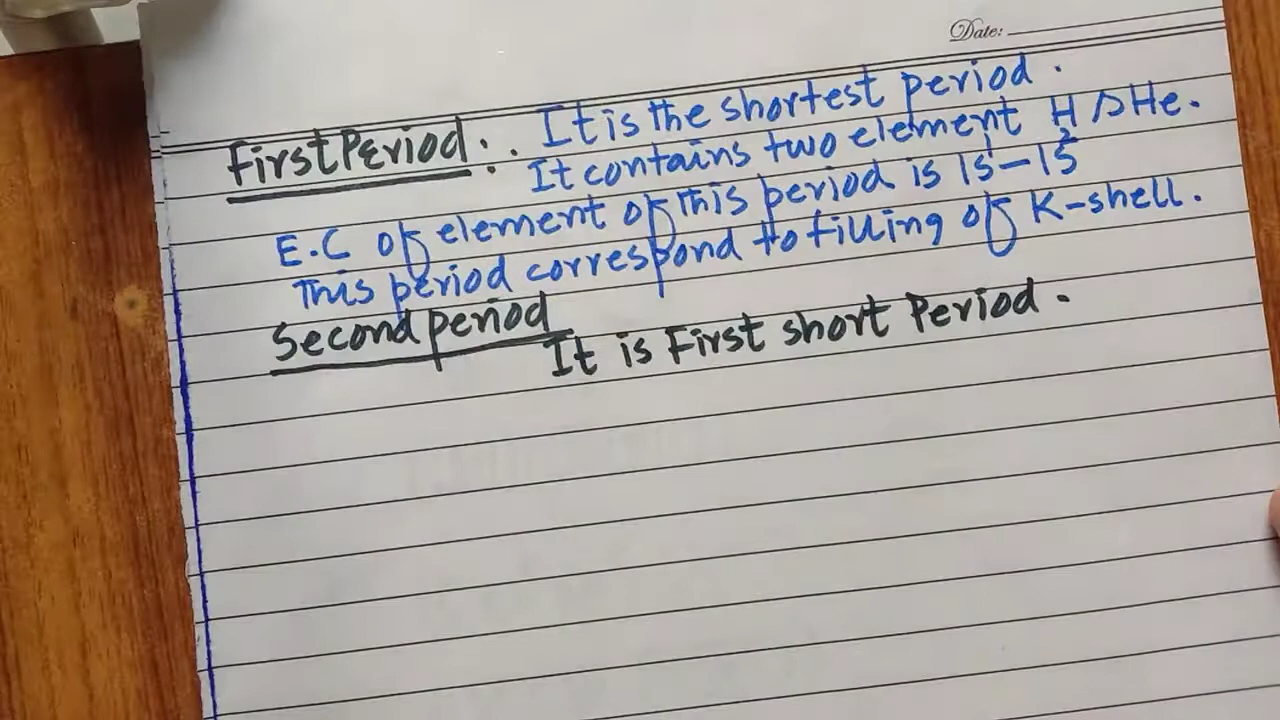 Date:
First Period: It is the shortest period.
It contains two element H & He.
E.C of element of this period is 1s¹-1s²
This period correspond to filling of K-shell.
Second period
It is First short Period.